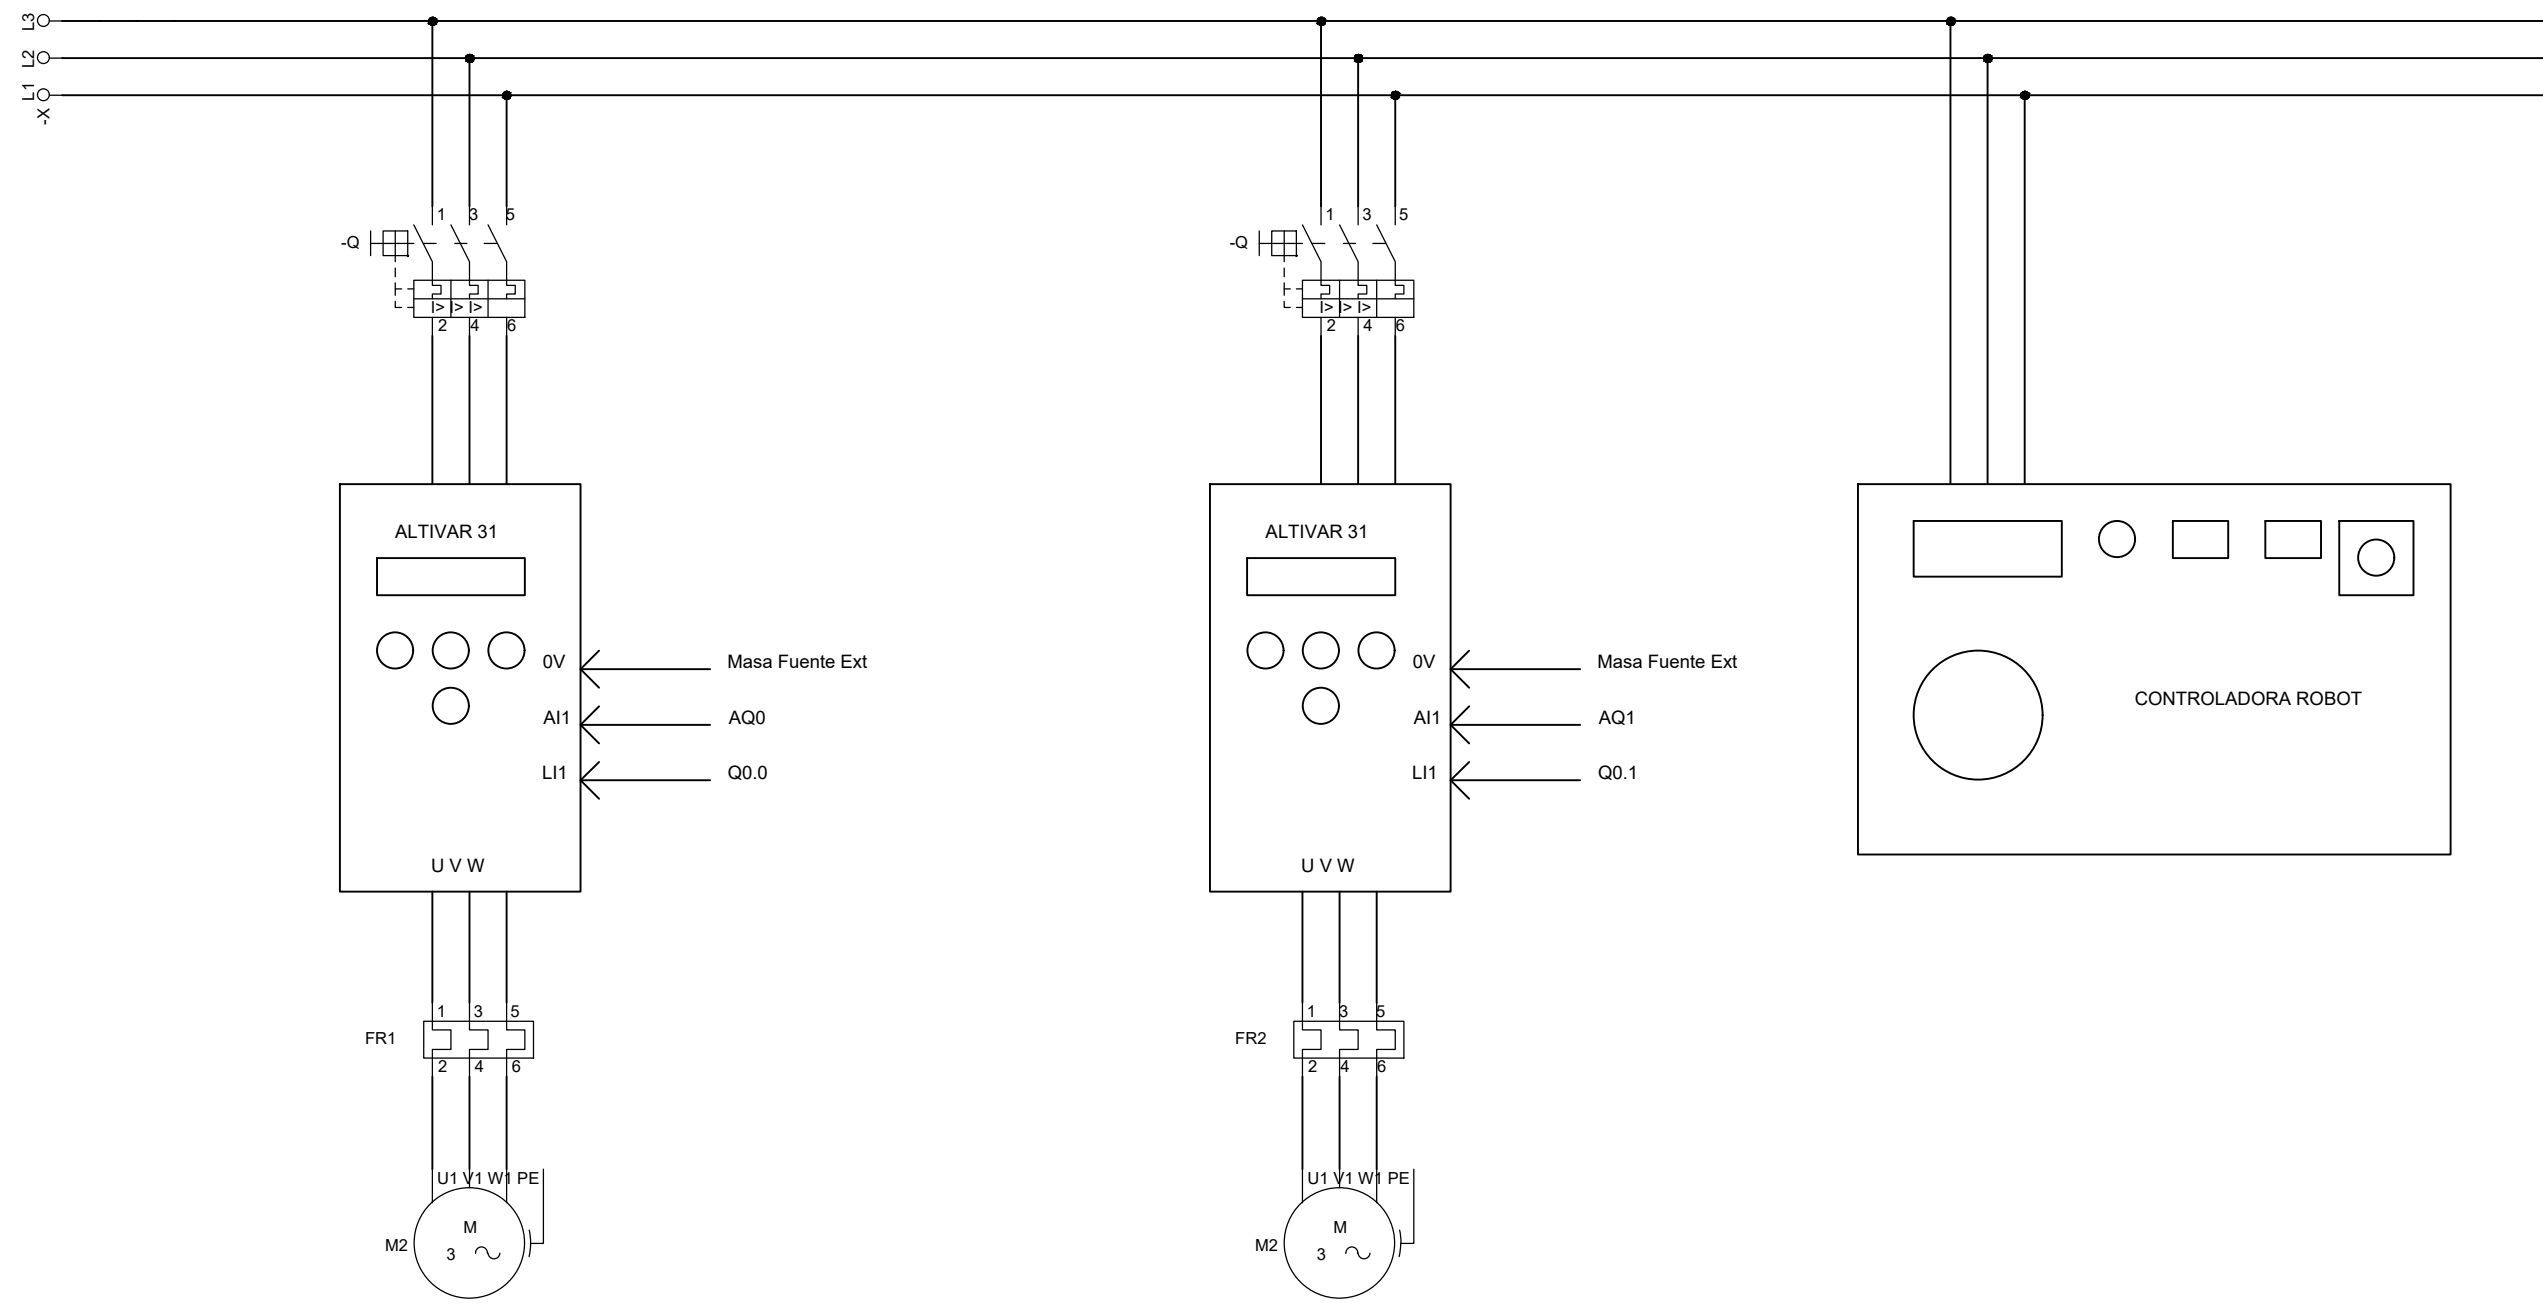 L3
L2
L1
-X
1 3 5
-Q
I> I> I>
2 4 6
1 3 5
-Q
I> I> I>
2 4 6
ALTIVAR 31
0V
Masa Fuente Ext
AI1
AQ0
LI1
Q0.0
U V W
ALTIVAR 31
0V
Masa Fuente Ext
AI1
AQ1
LI1
Q0.1
U V W
CONTROLADORA ROBOT
1 3 5
FR1
2 4 6
U1 V1 W1 PE
M
M2
3
1 3 5
FR2
2 4 6
U1 V1 W1 PE
M
M2
3